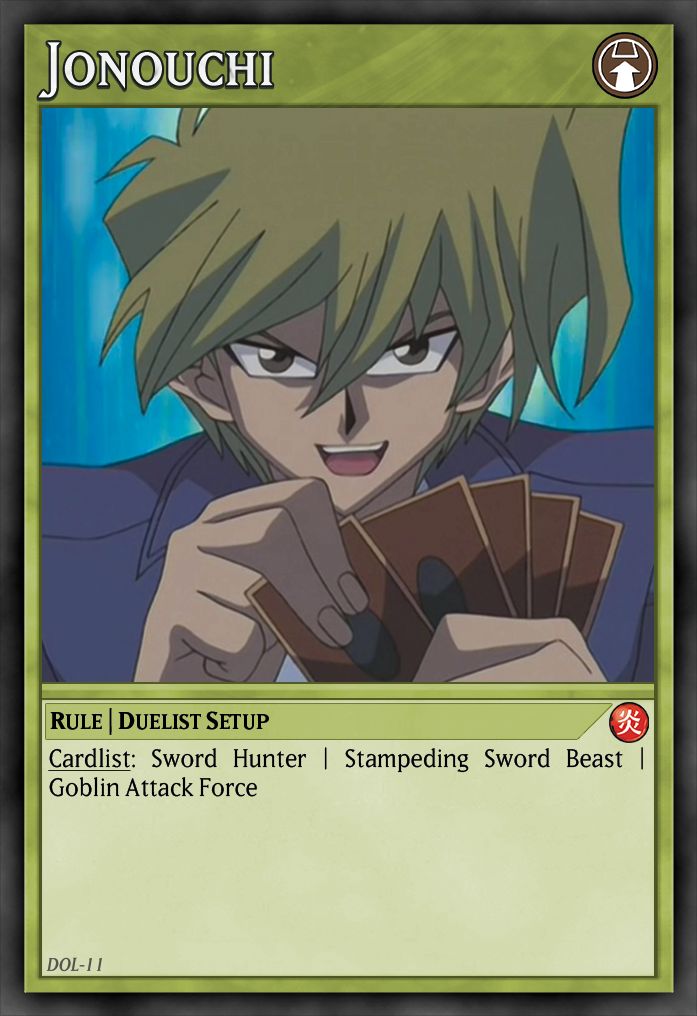 Jonouchi
Rule | Duelist Setup
炎
Cardlist: Sword Hunter | Stampeding Sword Beast |
Goblin Attack Force
DOL-11